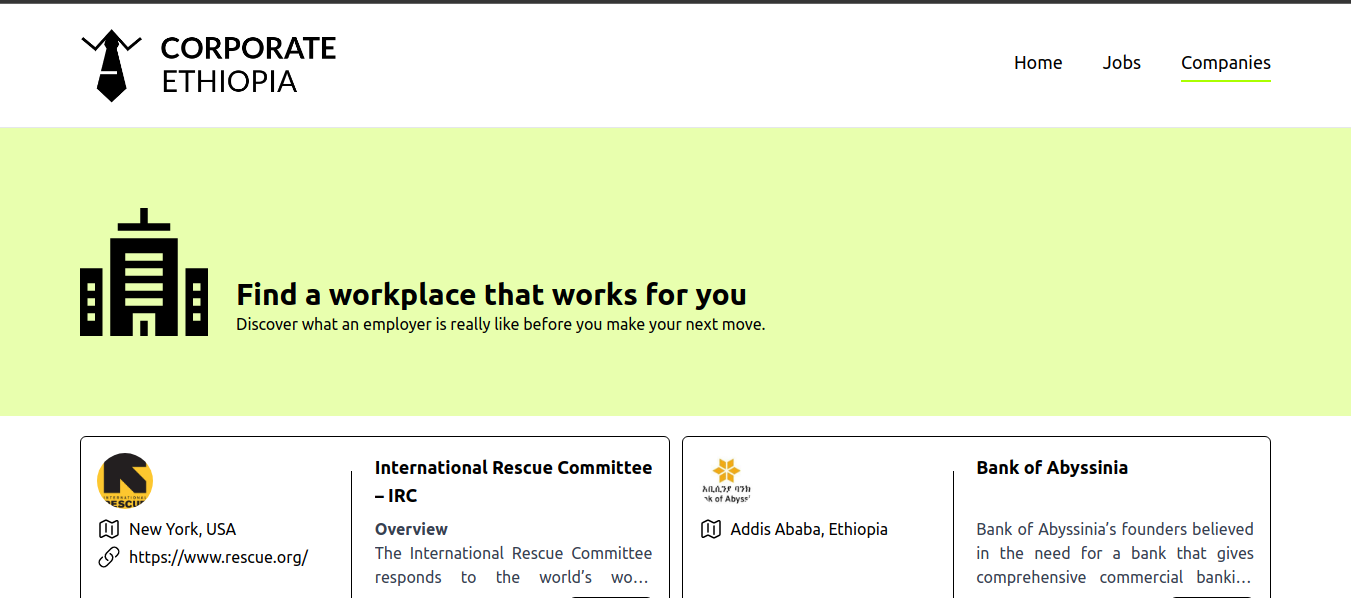 CORPORATE
ETHIOPIA
Home
Jobs
Companies
Find a workplace that works for you
Discover what an employer is really like before you make your next move.
INTERNATIONAL
RESCUE
New York, USA
https://www.rescue.org/
International Rescue Committee
– IRC
Overview
The International Rescue Committee
responds to the world’s wo…
አቢሲንያ ባንክ
Addis Ababa, Ethiopia
Bank of Abyssinia
Bank of Abyssinia’s founders believed
in the need for a bank that gives
comprehensive commercial banki…